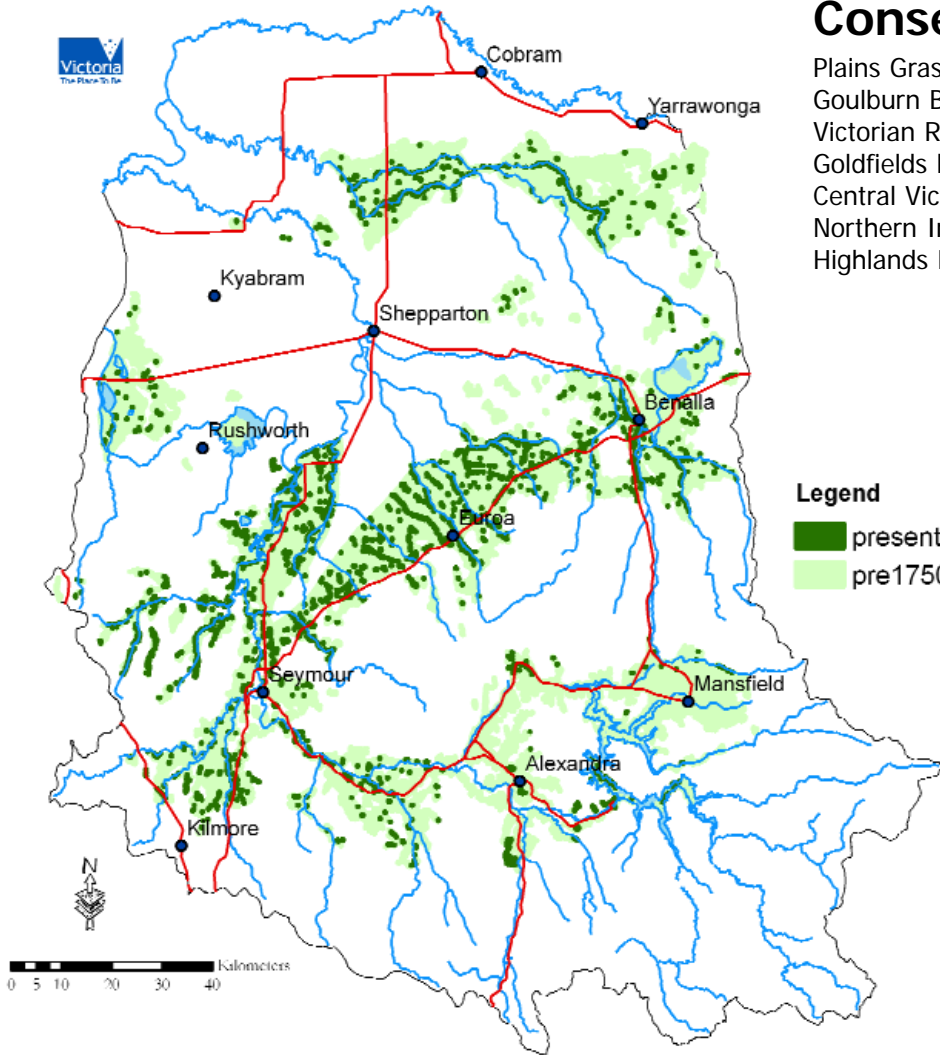 Conse
Plains Gras
Goulburn B
Victorian R
Goldfields
Central Vic
Northern In
Highlands
Victoria
The Place To Be
Cobram
Yarrawonga
Kyabram
Shepparton
Benalla
Rushworth
Euroa
Legend
present
pre1750
Seymour
Mansfield
Alexandra
Kilmore
N
Kilometers
0 5 10 20 30 40